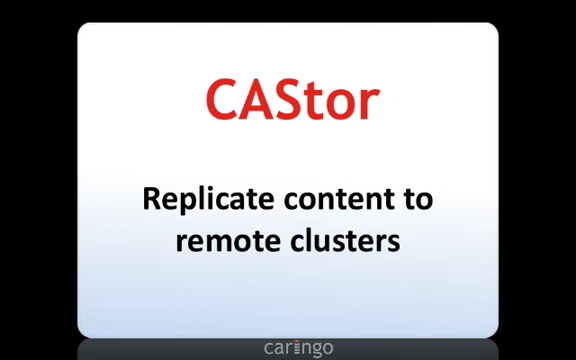 CAStor
Replicate content to
remote clusters
caringo